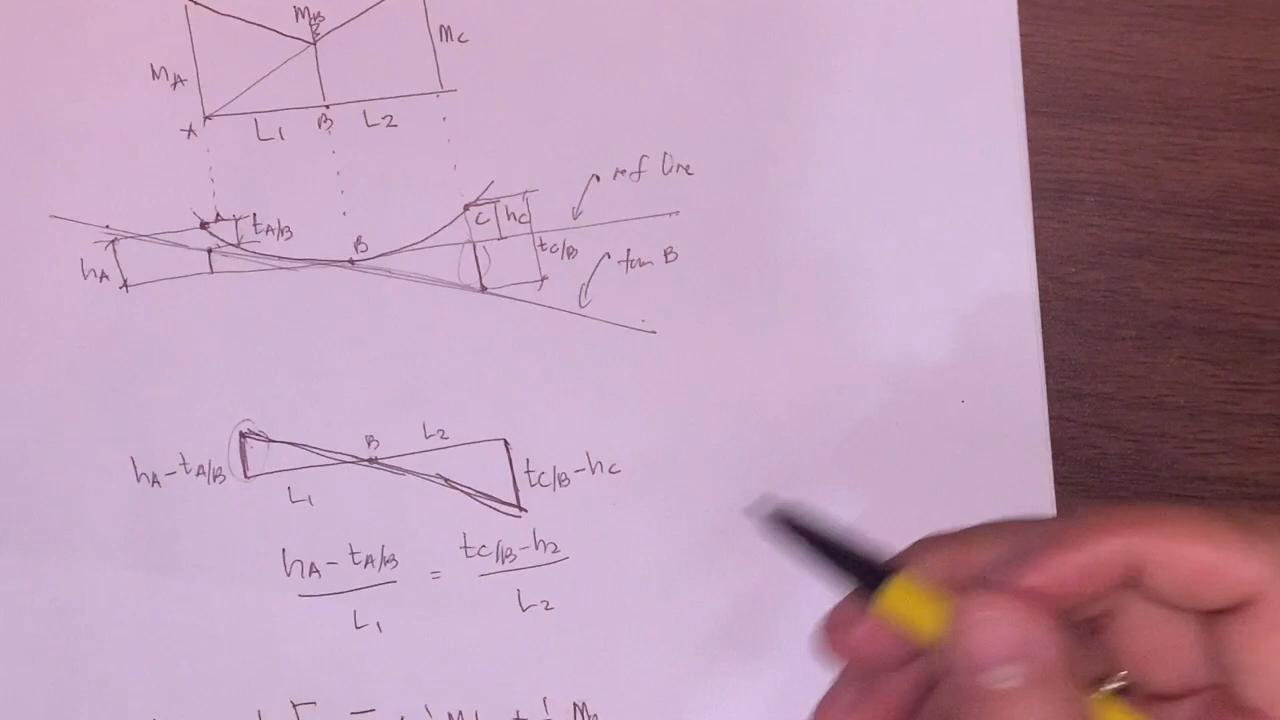 MB
MA
MC
A
L1
B
L2
A
tA/B
hA
B
C
hC
tC/B
ref line
tan B
hA-tA/B
L1
B
L2
tC/B-hC
hA-tA/B = tC/B-h2
L1 L2